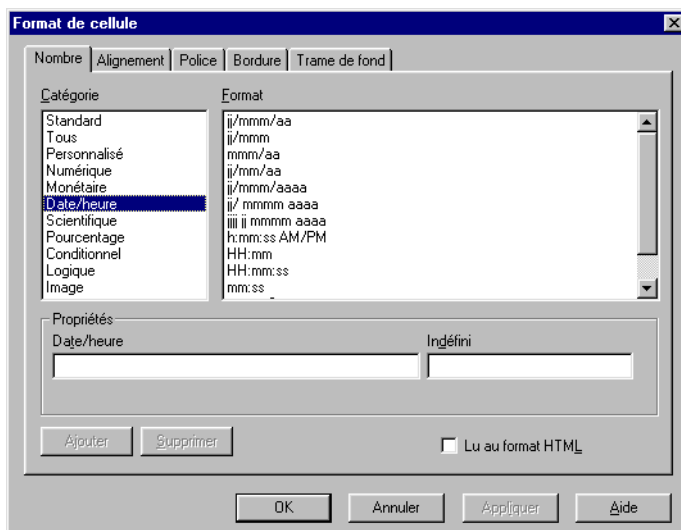 Format de cellule
Nombre Alignement Police Bordure Trame de fond
Catégorie
Standard
Tous
Personnalisé
Numérique
Monétaire
Date/heure
Scientifique
Pourcentage
Conditionnel
Logique
Image
Format
jj/mmm/aa
jj/mmm
mmm/aa
jj/mm/aa
jj/mmm/aaaa
jj/ mmmm aaaa
jjjj jj mmmm aaaa
h:mm:ss AM/PM
HH:mm
HH:mm:ss
mm:ss
Propriétés
Date/heure Indéfini
Ajouter Supprimer Lu au format HTML
OK Annuler Appliquer Aide